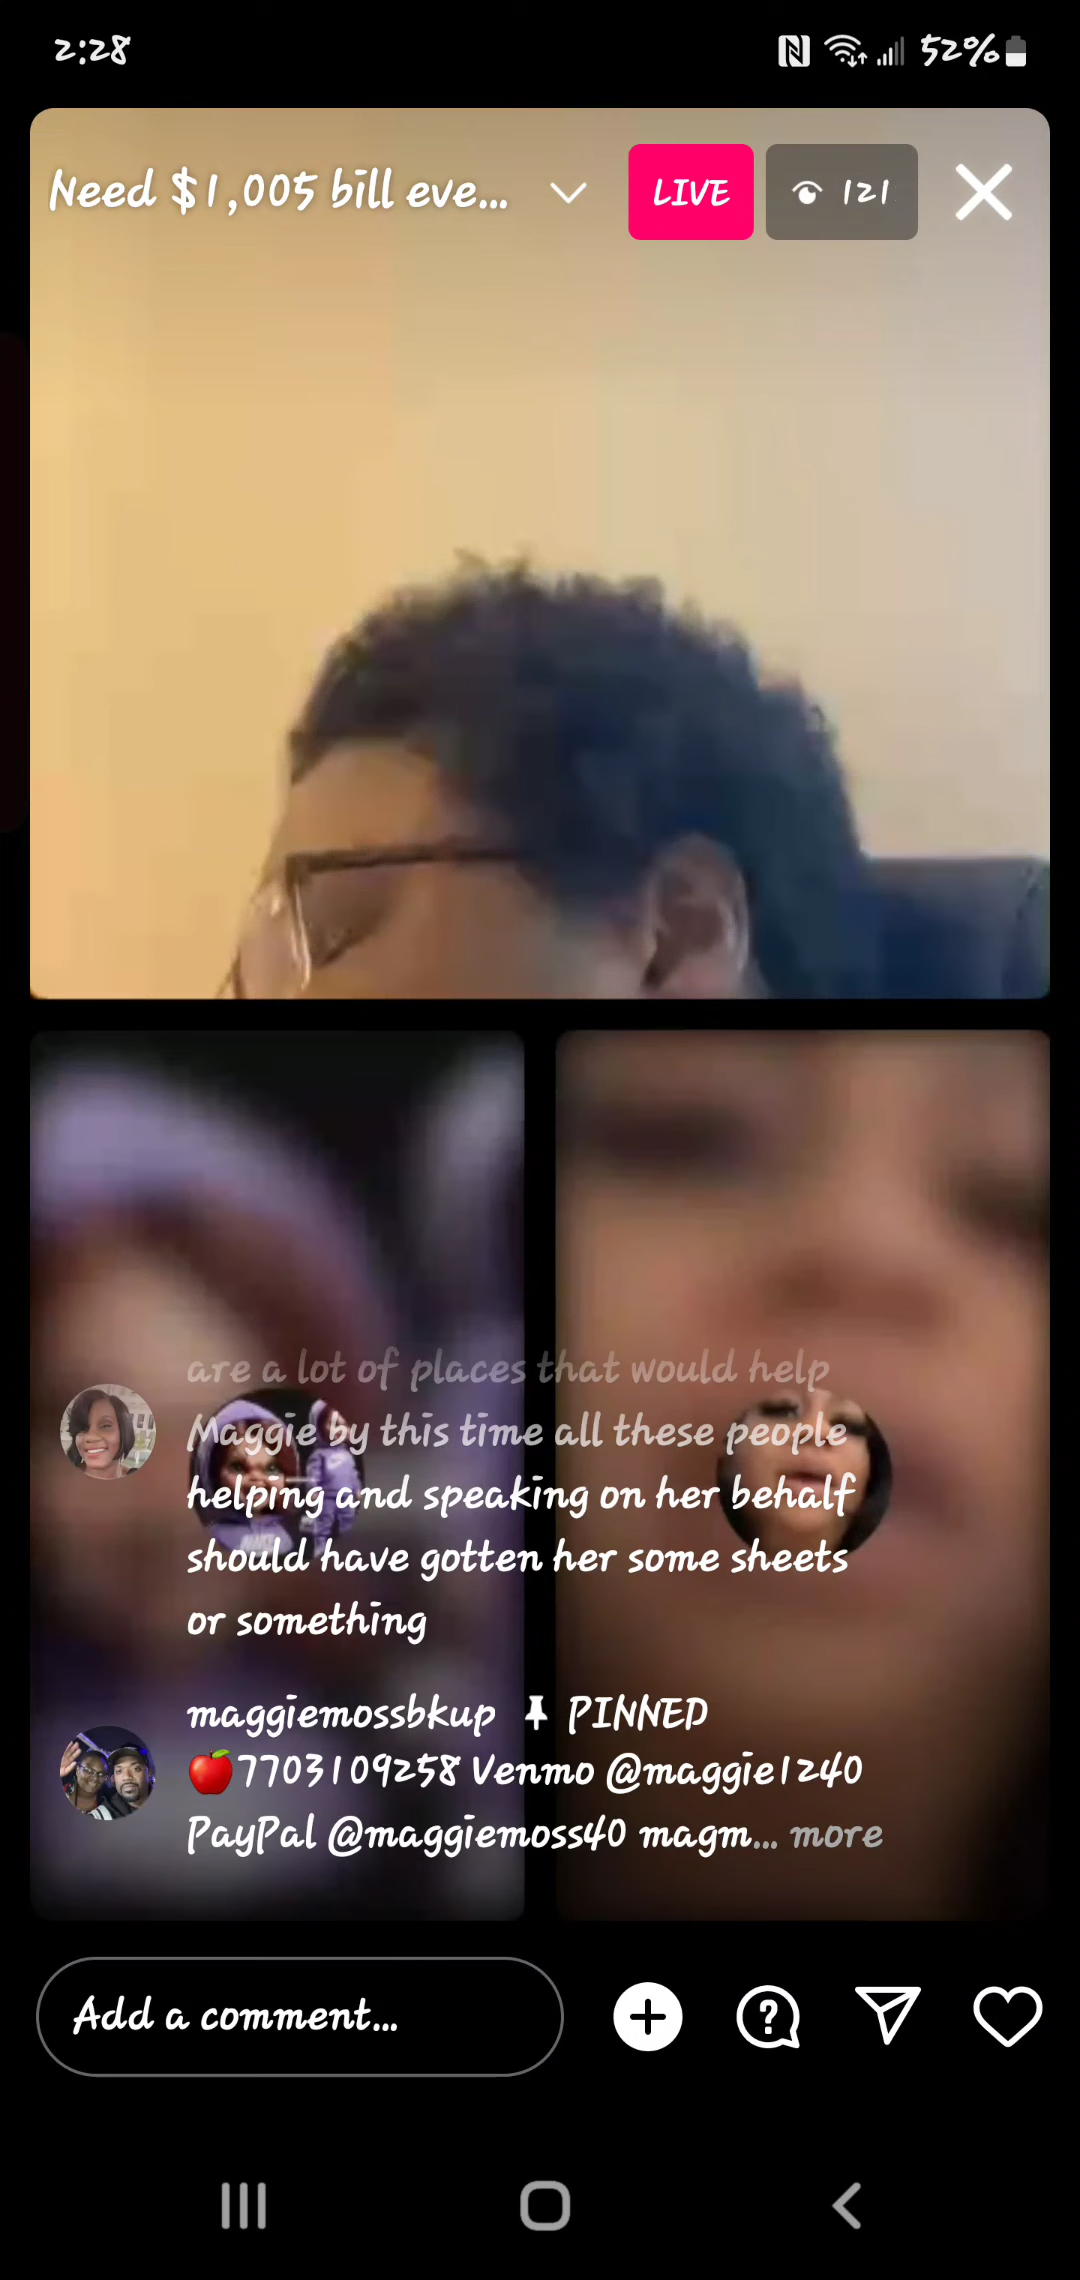 2:28
52%
Need $1,005 bill eve...
LIVE
121
are a lot of places that would help
Maggie by this time all these people
helping and speaking on her behalf
should have gotten her some sheets
or something
maggiemossbkup PINNED
🍎7703109258 Venmo @maggie1240
PayPal @maggiemoss40 magm... more
Add a comment...